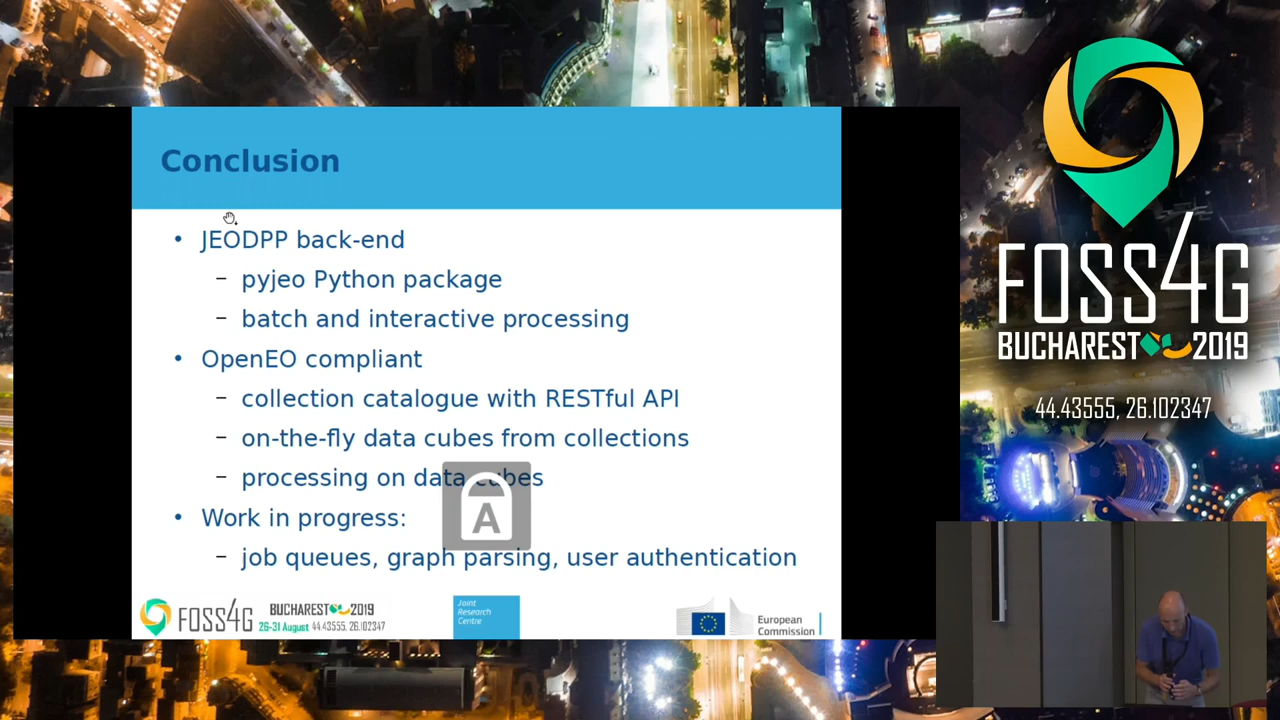 Conclusion
• JEODPP back-end
– pyjeo Python package
– batch and interactive processing
• OpenEO compliant
– collection catalogue with RESTful API
– on-the-fly data cubes from collections
– processing on data cubes
A
• Work in progress:
– job queues, graph parsing, user authentication
FOSS4G
BUCHAREST 2019
26-31 August 44.43555, 26.102347
Joint
Research
Centre
European
Commission
FOSS4G
BUCHAREST 2019
44.43555, 26.102347